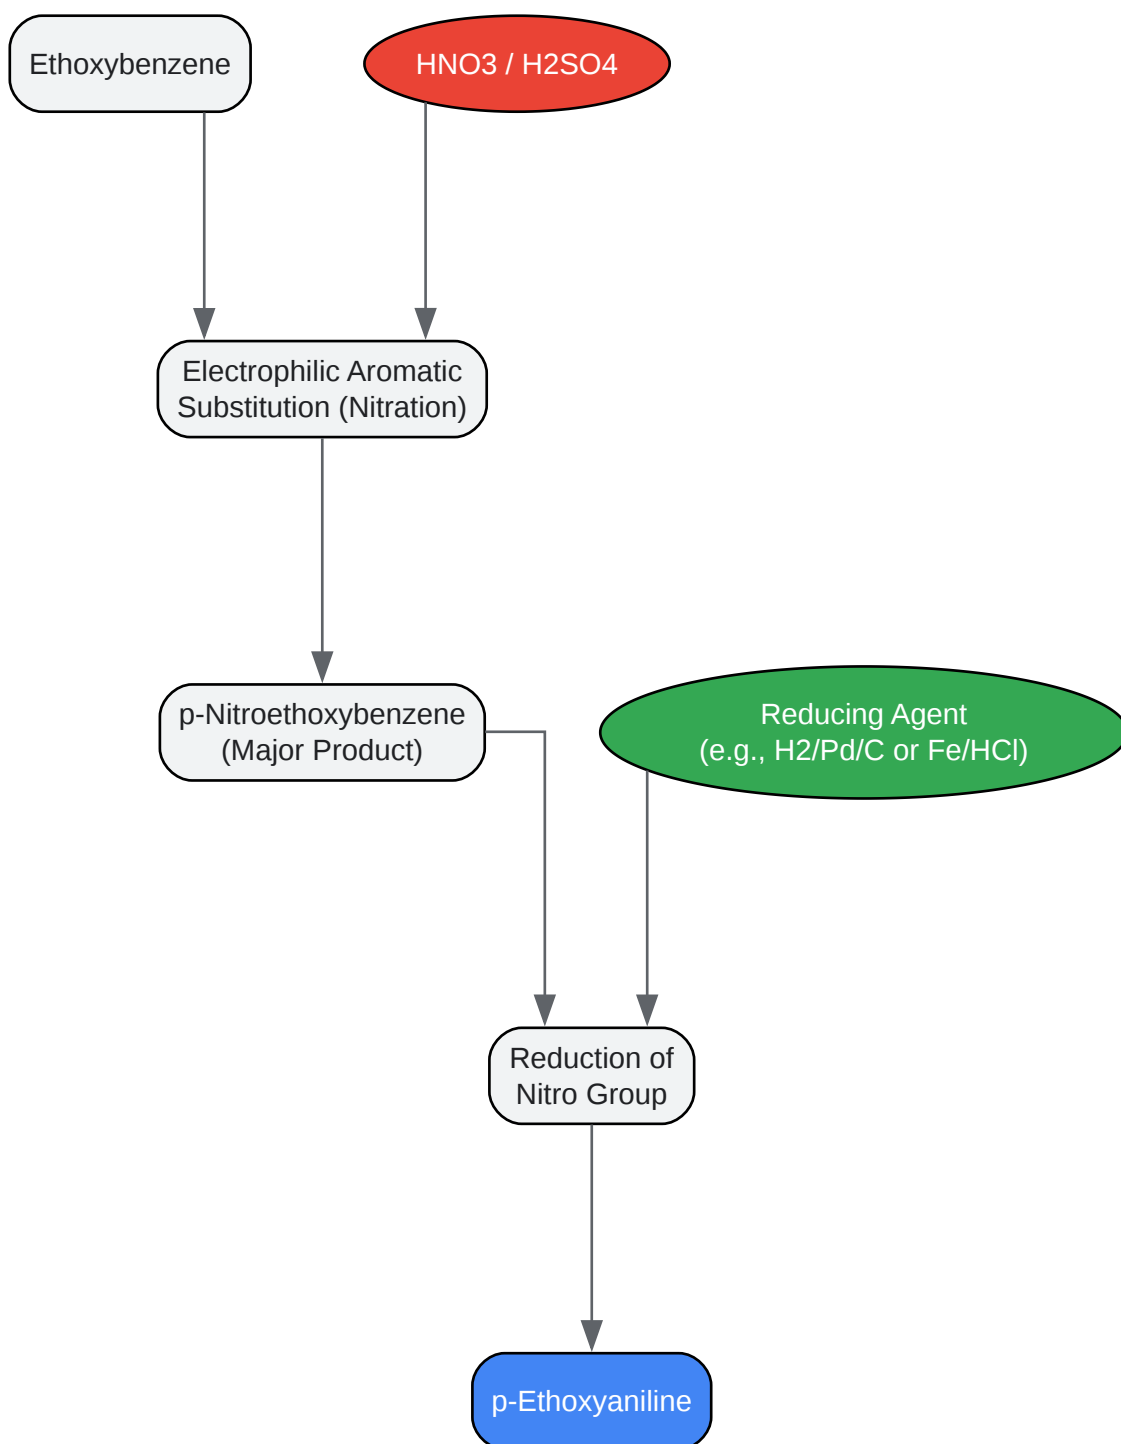 Ethoxybenzene
HNO3 / H2SO4
Electrophilic Aromatic
Substitution (Nitration)
p-Nitroethoxybenzene
(Major Product)
Reducing Agent
(e.g., H2/Pd/C or Fe/HCl)
Reduction of
Nitro Group
p-Ethoxyaniline